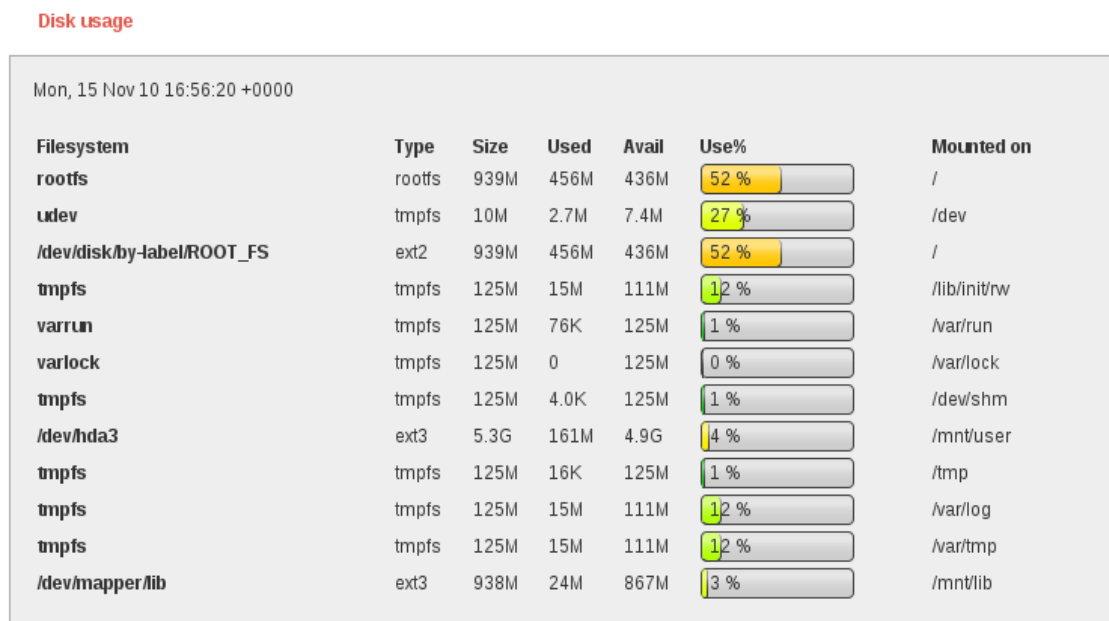 Disk usage
Mon, 15 Nov 10 16:56:20 +0000
Filesystem Type Size Used Avail Use% Mounted on
rootfs rootfs 939M 456M 436M 52 % /
udev tmpfs 10M 2.7M 7.4M 27 % /dev
/dev/disk/by-label/ROOT_FS ext2 939M 456M 436M 52 % /
tmpfs tmpfs 125M 15M 111M 12 % /lib/init/rw
varrun tmpfs 125M 76K 125M 1 % /var/run
varlock tmpfs 125M 0 125M 0 % /var/lock
tmpfs tmpfs 125M 4.0K 125M 1 % /dev/shm
/dev/hda3 ext3 5.3G 161M 4.9G 4 % /mnt/user
tmpfs tmpfs 125M 16K 125M 1 % /tmp
tmpfs tmpfs 125M 15M 111M 12 % /var/log
tmpfs tmpfs 125M 15M 111M 12 % /var/tmp
/dev/mapper/lib ext3 938M 24M 867M 3 % /mnt/lib